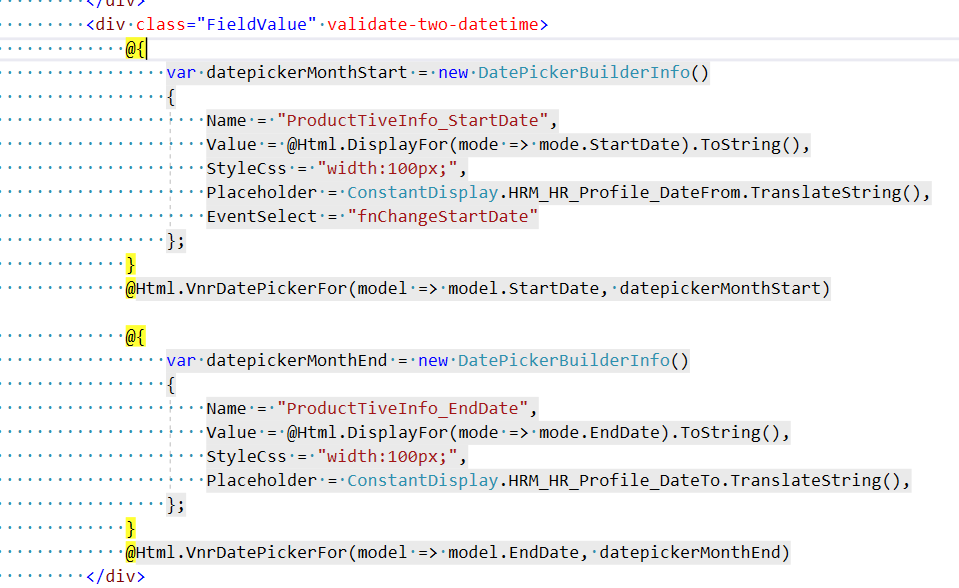 </div>
<div class="FieldValue" validate-two-datetime>
@{
var datepickerMonthStart = new DatePickerBuilderInfo()
{
Name = "ProductTiveInfo_StartDate",
Value = @Html.DisplayFor(mode => mode.StartDate).ToString(),
StyleCss = "width:100px;",
Placeholder = ConstantDisplay.HRM_HR_Profile_DateFrom.TranslateString(),
EventSelect = "fnChangeStartDate"
};
}
@Html.VnrDatePickerFor(model => model.StartDate, datepickerMonthStart)
@{
var datepickerMonthEnd = new DatePickerBuilderInfo()
{
Name = "ProductTiveInfo_EndDate",
Value = @Html.DisplayFor(mode => mode.EndDate).ToString(),
StyleCss = "width:100px;",
Placeholder = ConstantDisplay.HRM_HR_Profile_DateTo.TranslateString(),
};
}
@Html.VnrDatePickerFor(model => model.EndDate, datepickerMonthEnd)
</div>